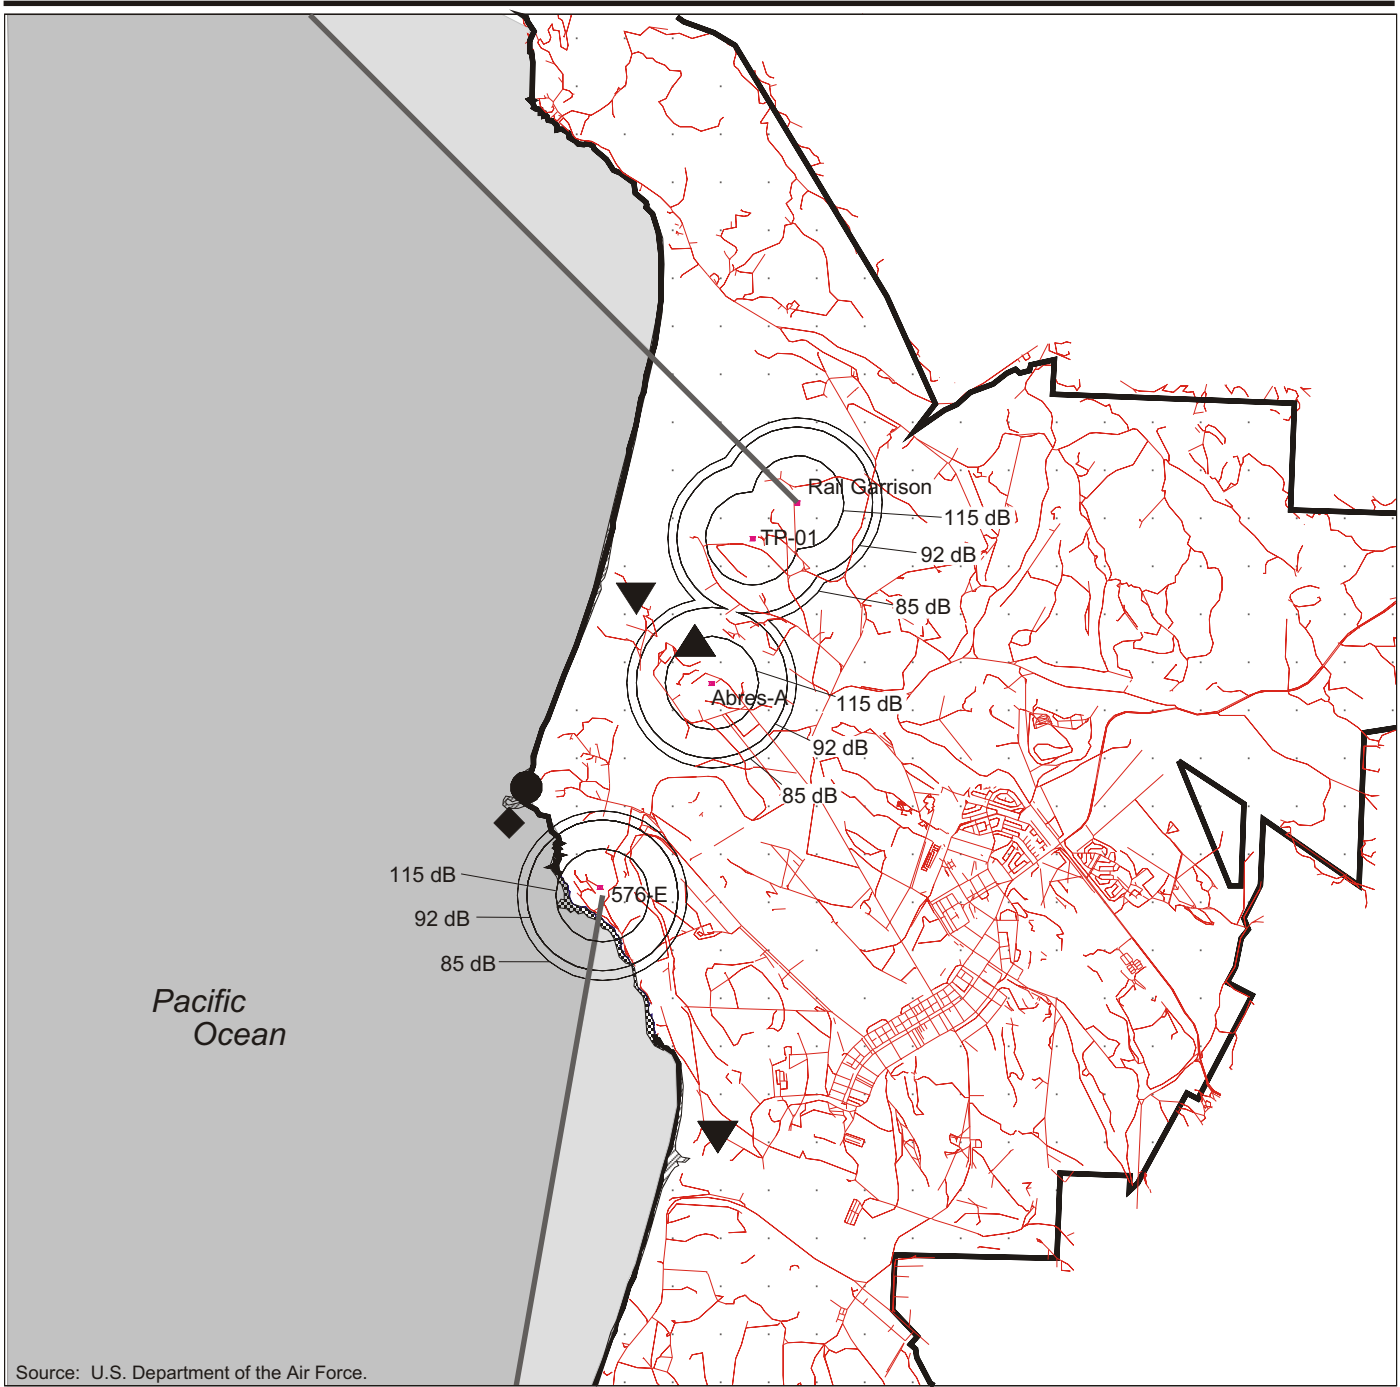 Rail Garrison
115 dB
TP-01
92 dB
85 dB
Abres-A
115 dB
92 dB
85 dB
115 dB
576-E
92 dB
85 dB
Pacific
Ocean
Source: U.S. Department of the Air Force.